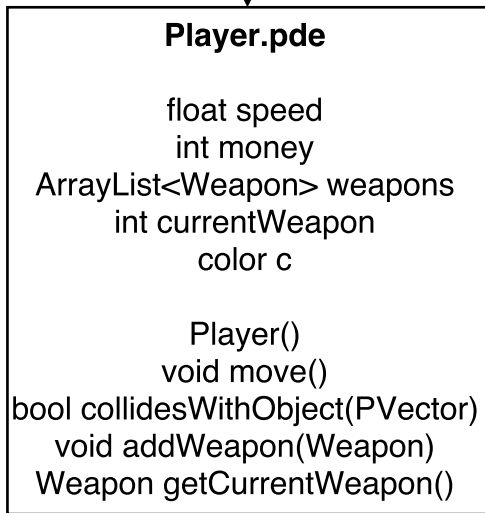 Player.pde
float speed
int money
ArrayList<Weapon> weapons
int currentWeapon
color c
Player()
void move()
bool collidesWithObject(PVector)
void addWeapon(Weapon)
Weapon getCurrentWeapon()